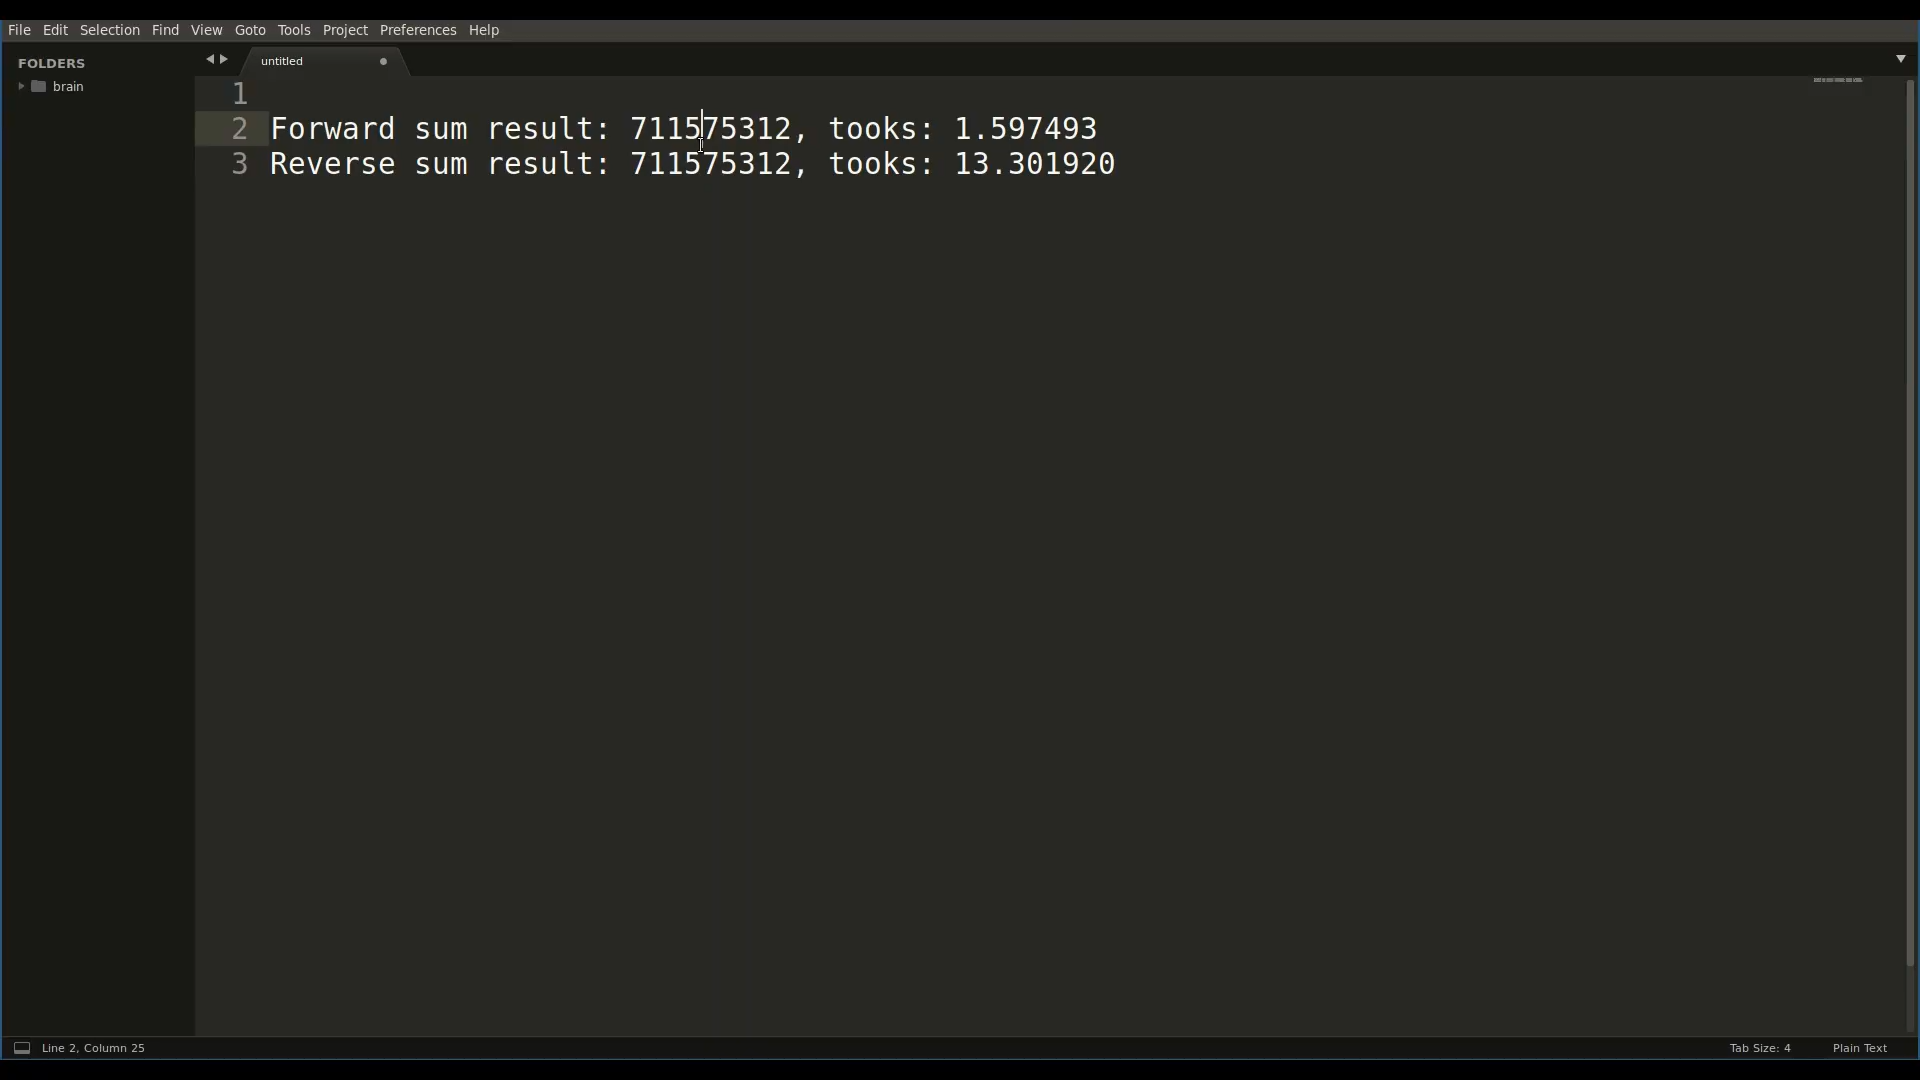 File Edit Selection Find View Goto Tools Project Preferences Help
FOLDERS
brain
untitled
1
2 Forward sum result: 711575312, tooks: 1.597493
3 Reverse sum result: 711575312, tooks: 13.301920
Line 2, Column 25
Tab Size: 4
Plain Text